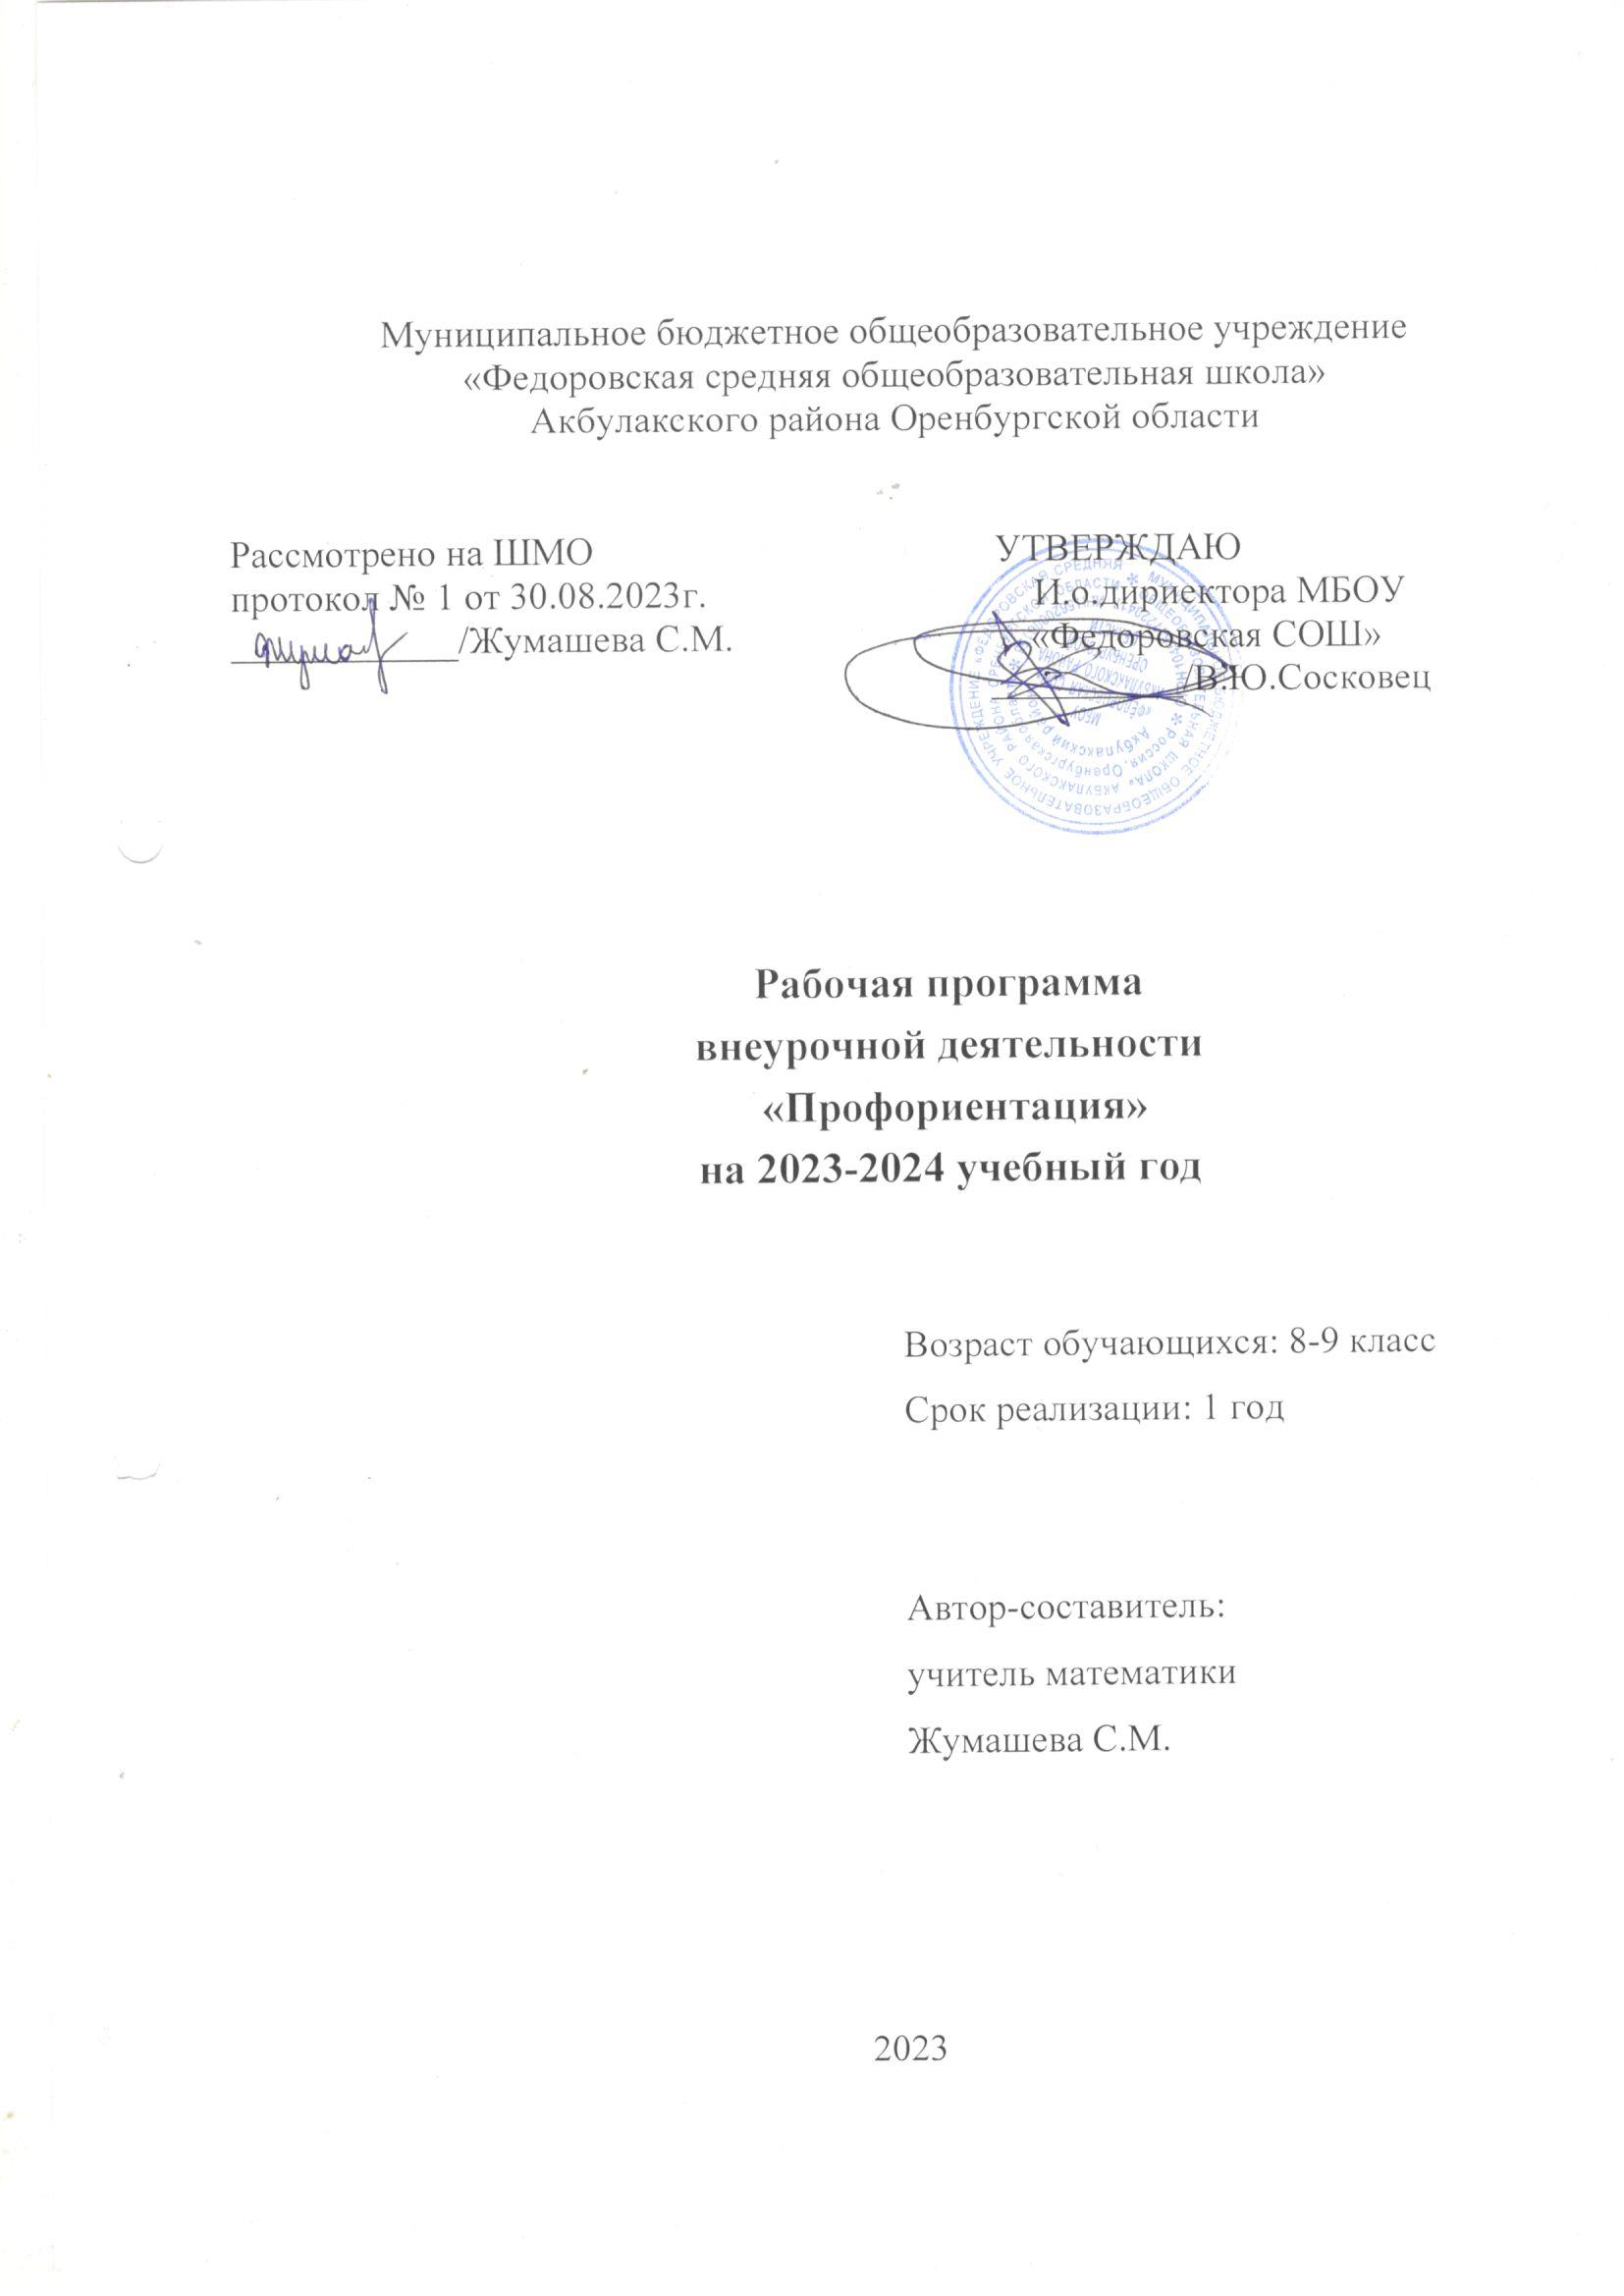 Муниципальное бюджетное общеобразовательное учреждение
«Федоровская средняя общеобразовательная школа»
Акбулакского района Оренбургской области
Рассмотрено на ШМО
протокол № 1 от 30.08.2023г.
/Жумашева С.М.
УТВЕРЖДАЮ
И.о.дириектора МБОУ
«Федоровская СОШ»
/В.Ю.Сосковец
Рабочая программа
внеурочной деятельности
«Профориентация»
на 2023-2024 учебный год
Возраст обучающихся: 8-9 класс
Срок реализации: 1 год
Автор-составитель:
учитель математики
Жумашева С.М.
2023